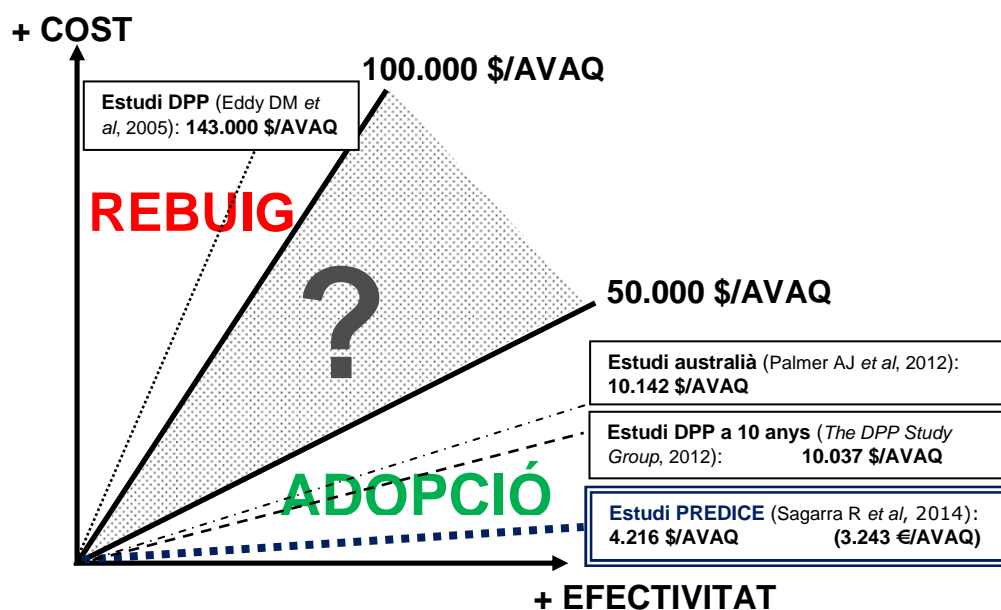 + COST
100.000 $/AVAQ
Estudi DPP (Eddy DM et
al, 2005): 143.000 $/AVAQ
REBUIG
?
50.000 $/AVAQ
Estudi australià (Palmer AJ et al, 2012):
10.142 $/AVAQ
Estudi DPP a 10 anys (The DPP Study
Group, 2012): 10.037 $/AVAQ
ADOPCIÓ
Estudi PREDICE (Sagarra R et al, 2014):
4.216 $/AVAQ (3.243 €/AVAQ)
+ EFECTIVITAT